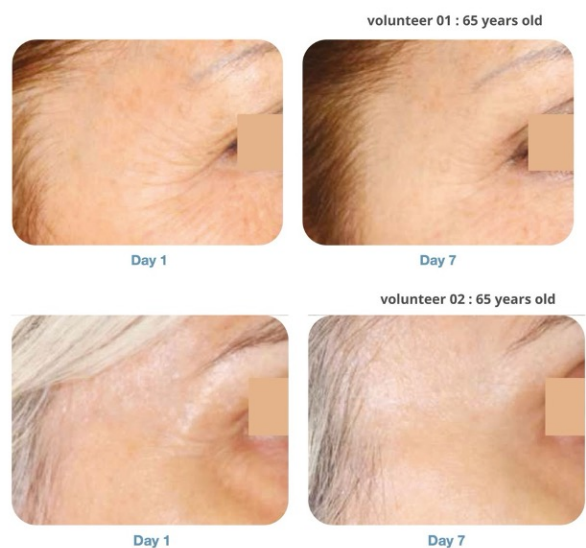 volunteer 01 : 65 years old
Day 1
Day 7
volunteer 02 : 65 years old
Day 1
Day 7